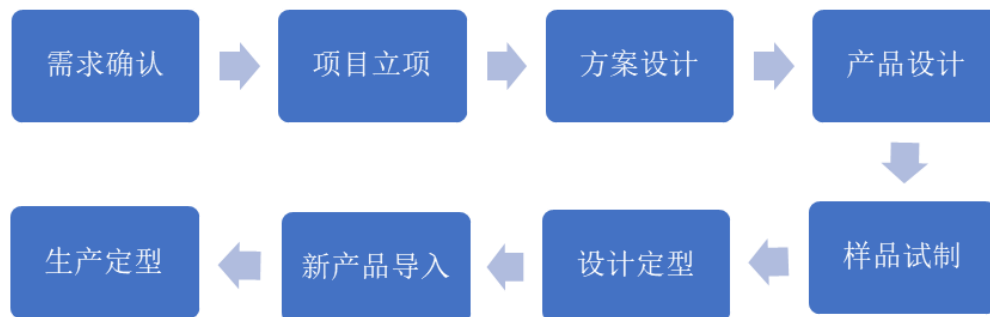 需求确认
项目立项
方案设计
产品设计
样品试制
设计定型
新产品导入
生产定型